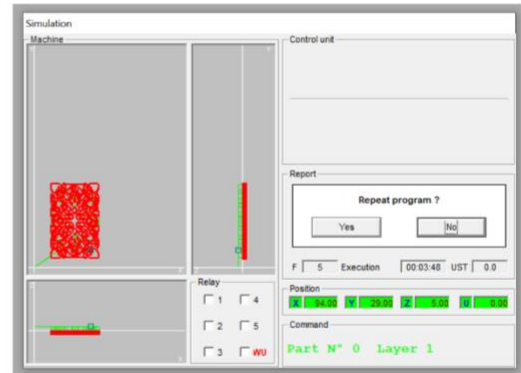 Simulation
Machine
Control unit
Report
Repeat program ?
Yes No
F 5 Execution 00:03:48 UST 0.0
Relay
1 4
2 5
3 WU
Position
X 94.00 Y 29.00 Z 5.00 U 0.00
Command
Part N° 0 Layer 1